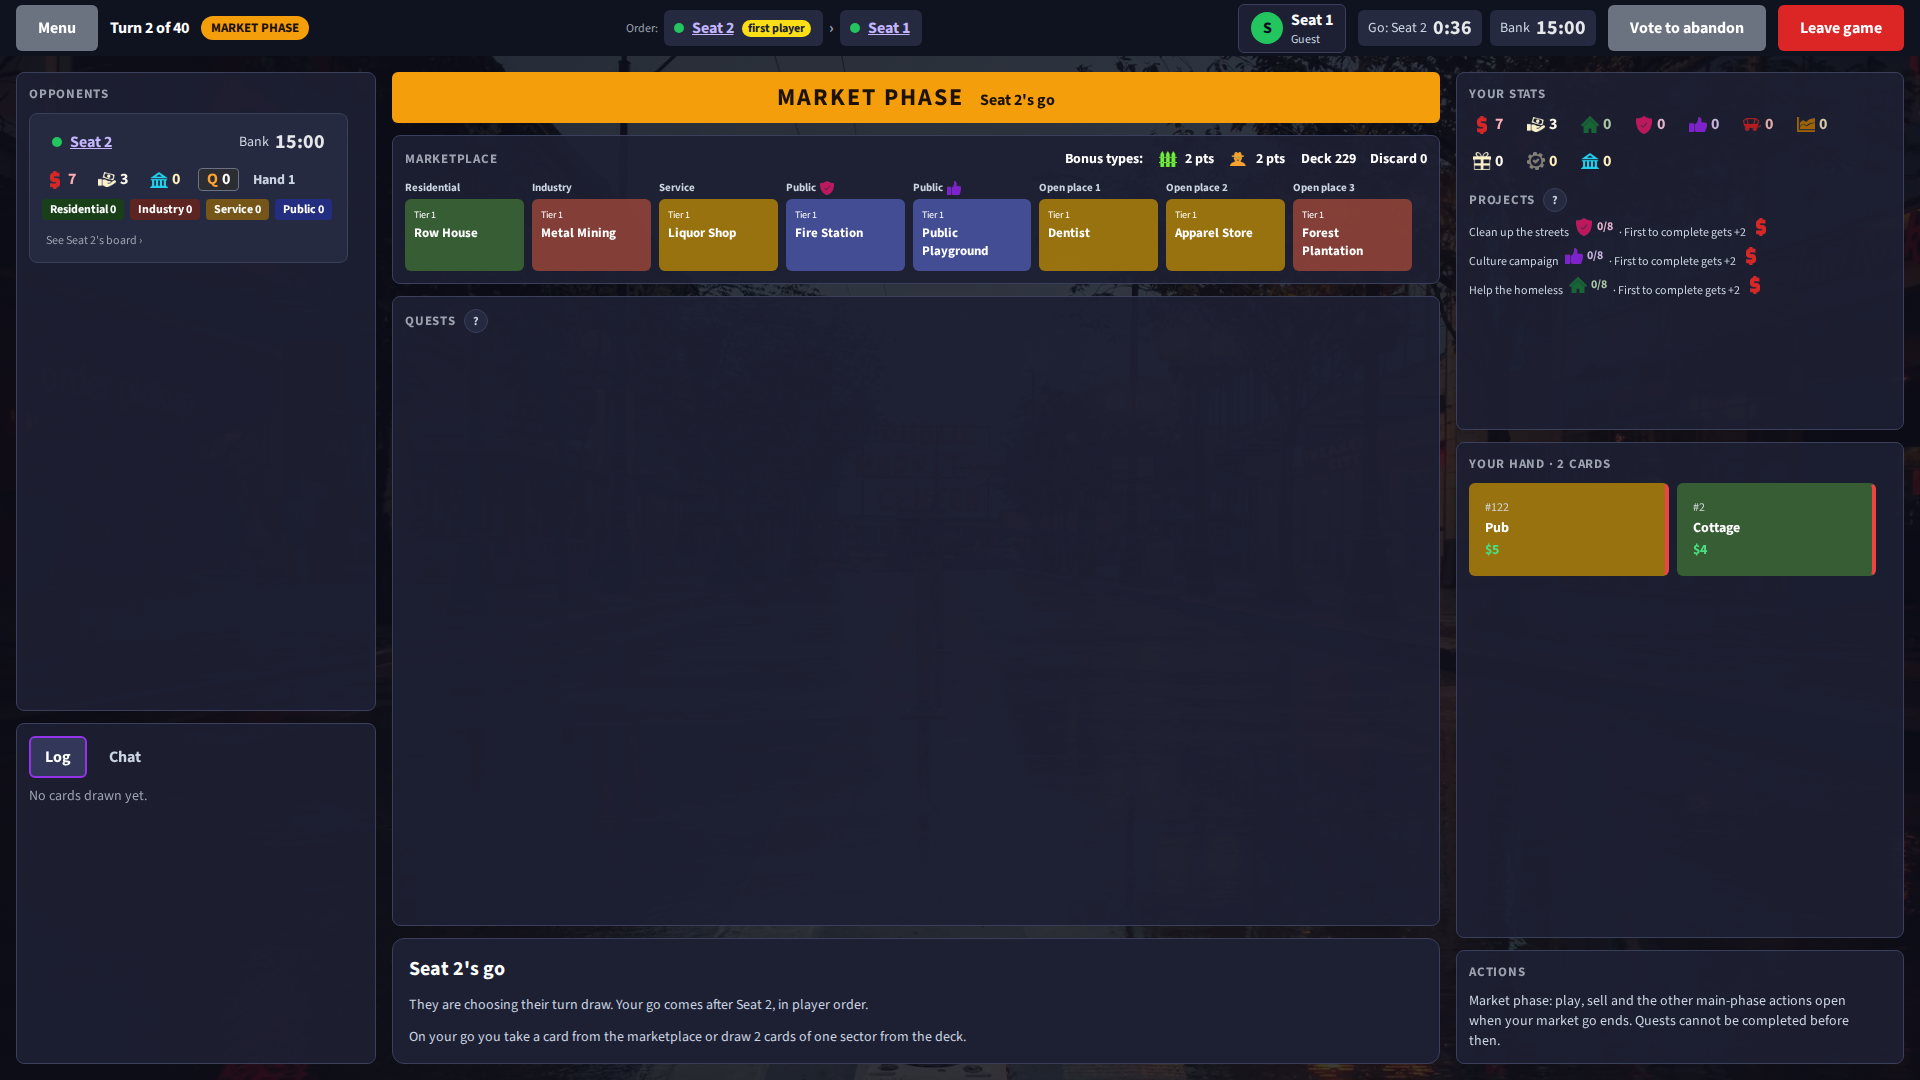 Menu
Turn 2 of 40
MARKET PHASE
Order:
Seat 2
first player
›
Seat 1
S
Seat 1
Guest
Go: Seat 2 0:36
Bank 15:00
Vote to abandon
Leave game
OPPONENTS
Seat 2
Bank 15:00
7
3
0
Q 0
Hand 1
Residential 0
Industry 0
Service 0
Public 0
See Seat 2's board ›
Log
Chat
No cards drawn yet.
MARKET PHASE Seat 2's go
MARKETPLACE
Bonus types:
2 pts
2 pts
Deck 229
Discard 0
Residential
Tier 1
Row House
Industry
Tier 1
Metal Mining
Service
Tier 1
Liquor Shop
Public
Tier 1
Fire Station
Public
Tier 1
Public
Playground
Open place 1
Tier 1
Dentist
Open place 2
Tier 1
Apparel Store
Open place 3
Tier 1
Forest
Plantation
QUESTS ?
Seat 2's go
They are choosing their turn draw. Your go comes after Seat 2, in player order.
On your go you take a card from the marketplace or draw 2 cards of one sector from the deck.
YOUR STATS
7
3
0
0
0
0
0
0
0
0
PROJECTS ?
Clean up the streets 0/8 · First to complete gets +2
Culture campaign 0/8 · First to complete gets +2
Help the homeless 0/8 · First to complete gets +2
YOUR HAND · 2 CARDS
#122
Pub
$5
#2
Cottage
$4
ACTIONS
Market phase: play, sell and the other main-phase actions open
when your market go ends. Quests cannot be completed before
then.